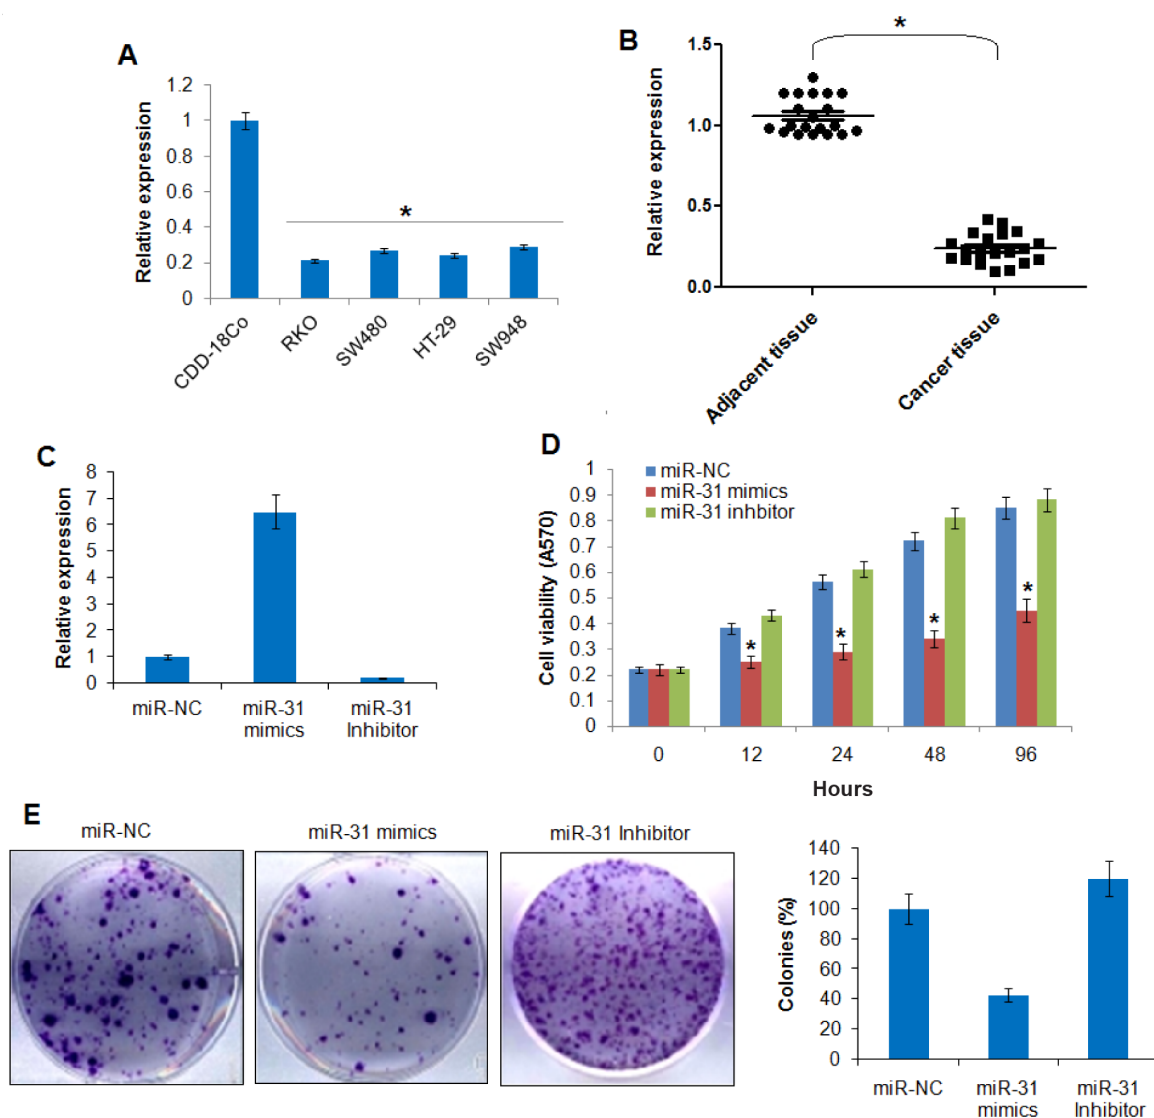 A
Relative expression
1.2
1
0.8
0.6
0.4
0.2
0
*
CDD-18Co
RKO
SW480
HT-29
SW948
B
Relative expression
1.5
1.0
0.5
0.0
*
Adjacent tissue
Cancer tissue
C
Relative expression
8
7
6
5
4
3
2
1
0
miR-NC
miR-31
mimics
miR-31
Inhibitor
D
Cell viability (A570)
1
0.9
0.8
0.7
0.6
0.5
0.4
0.3
0.2
0.1
0
miR-NC
miR-31 mimics
miR-31 inhbitor
*
*
*
*
0 12 24 48 96
Hours
E
miR-NC
miR-31 mimics
miR-31 Inhibitor
Colonies (%)
140
120
100
80
60
40
20
0
miR-NC
miR-31
mimics
miR-31
Inhibitor